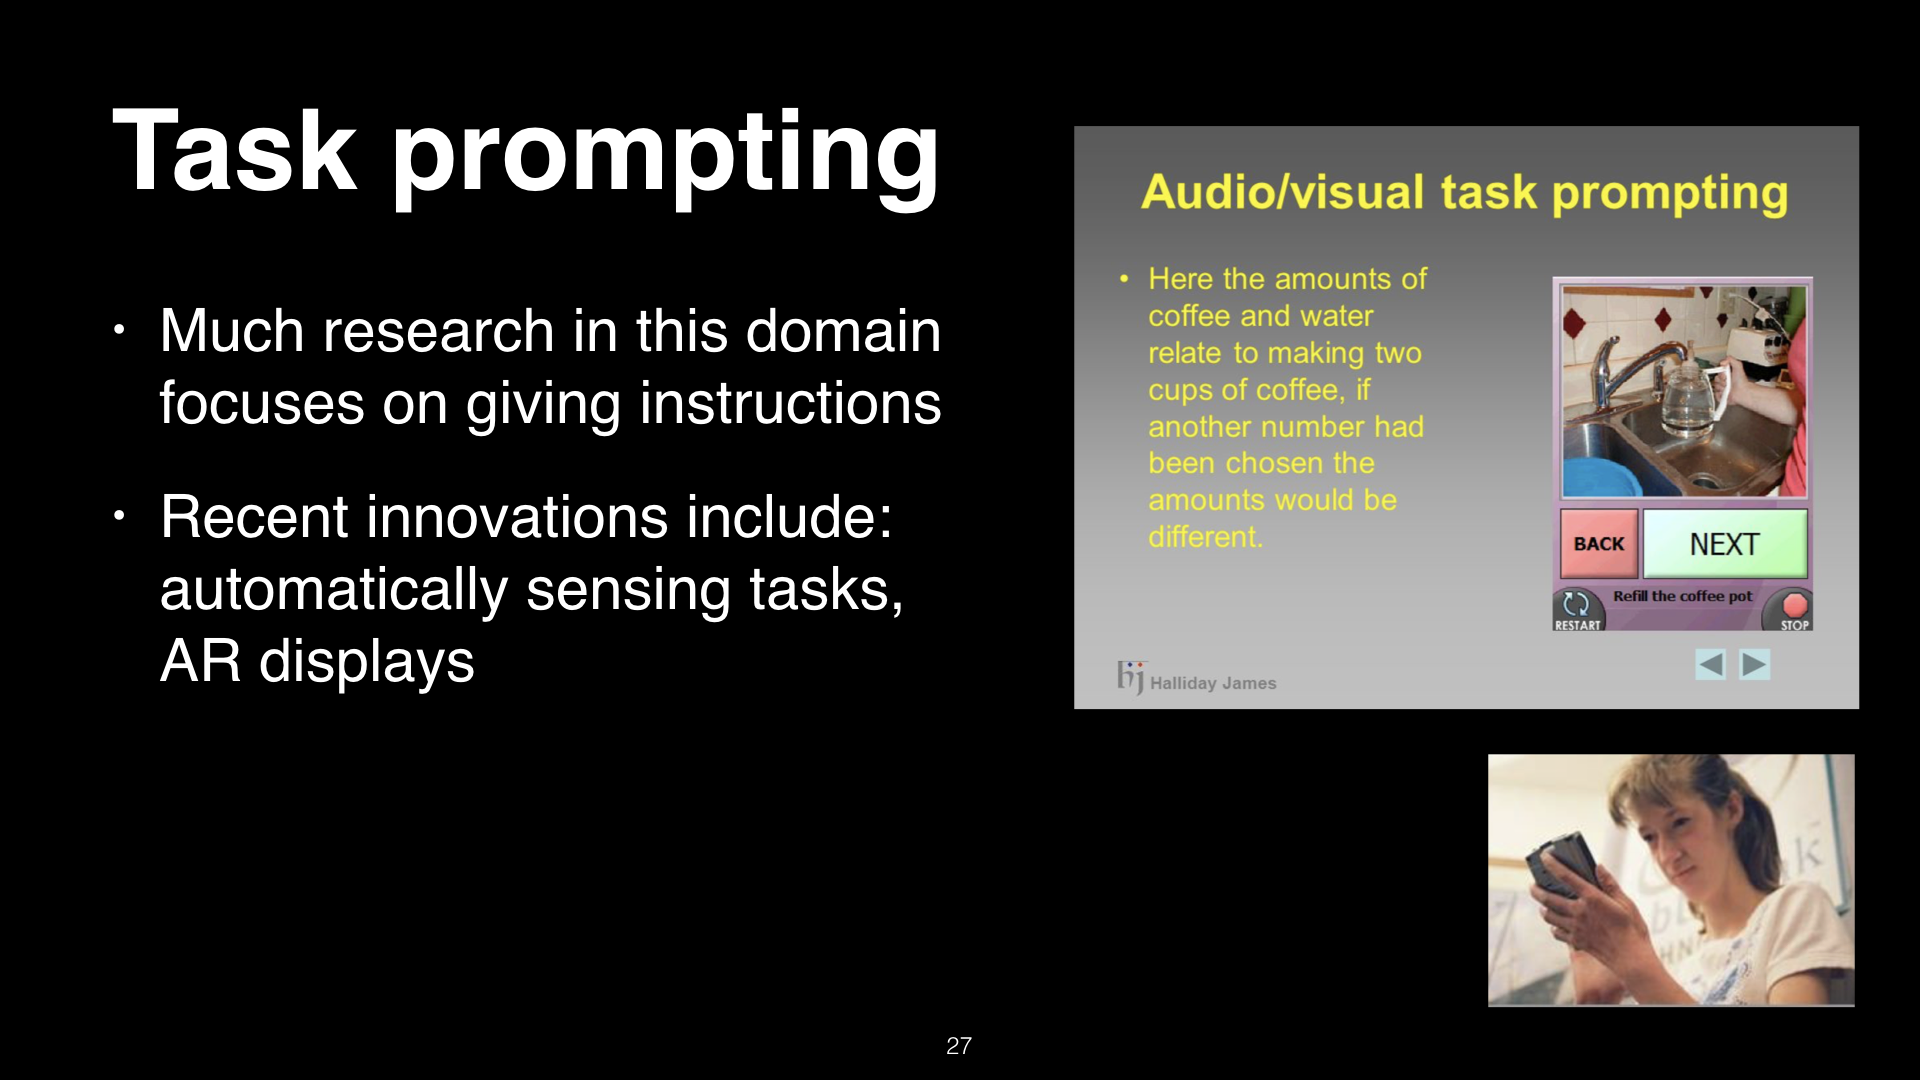 Task prompting
• Much research in this domain
focuses on giving instructions
• Recent innovations include:
automatically sensing tasks,
AR displays
Audio/visual task prompting
• Here the amounts of
coffee and water
relate to making two
cups of coffee, if
another number had
been chosen the
amounts would be
different.
BACK
NEXT
Refill the coffee pot
RESTART
STOP
hj Halliday James
27